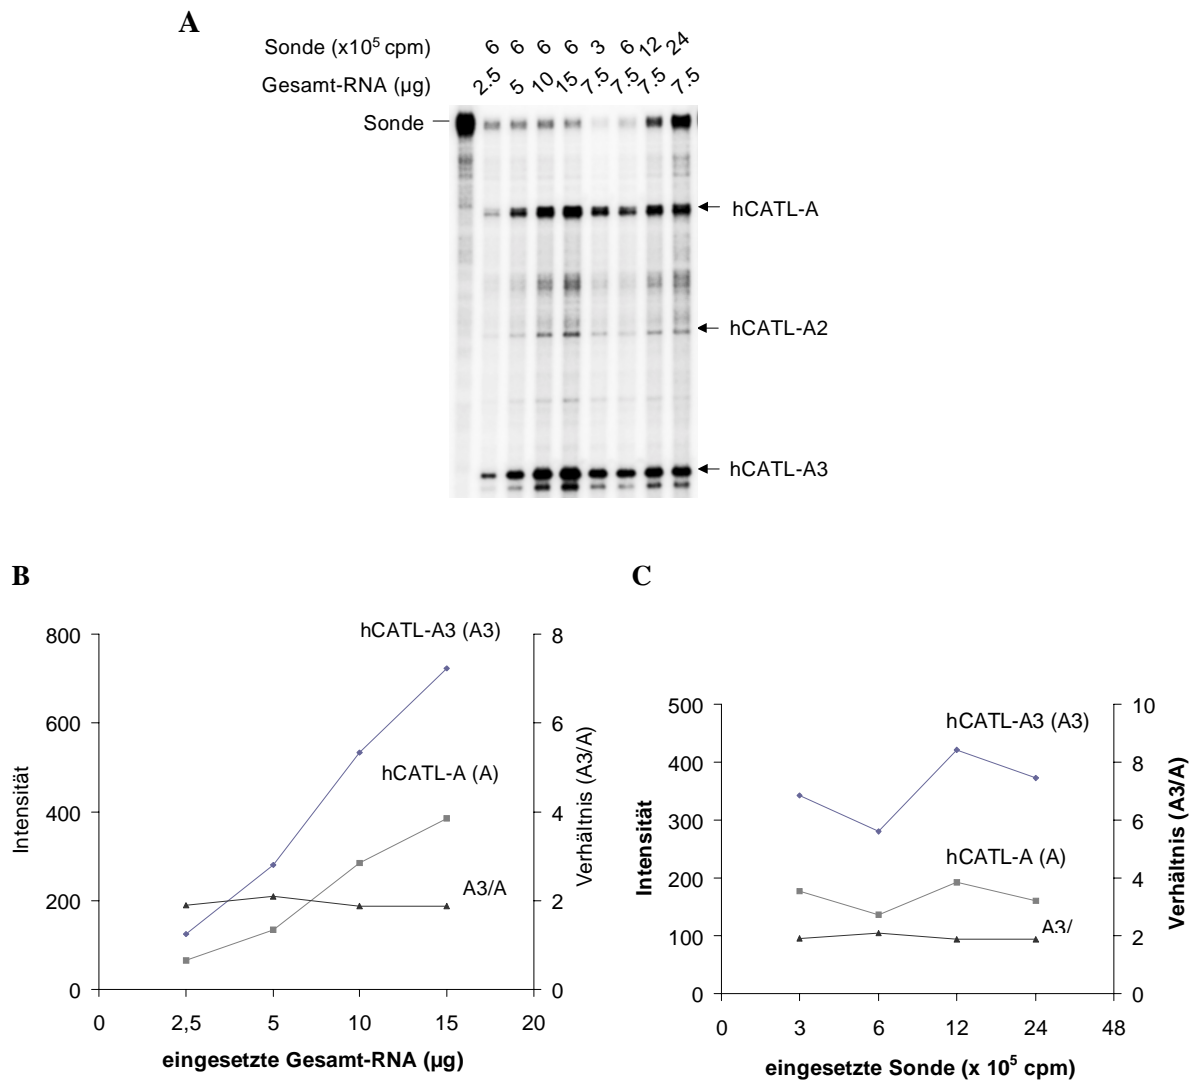 A
Sonde (x10⁵ cpm) 6 6 6 6 3 6 12 24
Gesamt-RNA (µg) 2.5 5 10 15 7.5 7.5 7.5 7.5
Sonde
hCATL-A
hCATL-A2
hCATL-A3
B
800
600
400
200
0
Intensität
hCATL-A3 (A3)
hCATL-A (A)
A3/A
8
6
4
2
0
Verhältnis (A3/A)
0 2,5 5 10 15 20
eingesetzte Gesamt-RNA (µg)
C
500
400
300
200
100
0
Intensität
hCATL-A3 (A3)
hCATL-A (A)
A3/
10
8
6
4
2
0
Verhältnis (A3/A)
0 3 6 12 24 48
eingesetzte Sonde (x 10⁵ cpm)